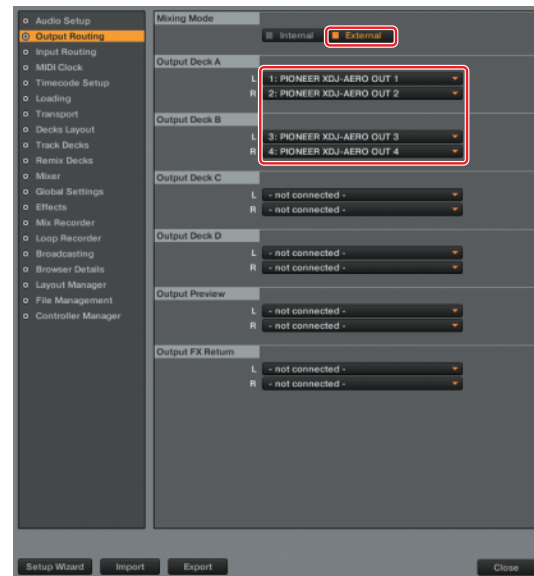 Audio Setup
Output Routing
Input Routing
MIDI Clock
Timecode Setup
Loading
Transport
Decks Layout
Track Decks
Remix Decks
Mixer
Global Settings
Effects
Mix Recorder
Loop Recorder
Broadcasting
Browser Details
Layout Manager
File Management
Controller Manager
Mixing Mode
Internal External
Output Deck A
L 1: PIONEER XDJ-AERO OUT 1
R 2: PIONEER XDJ-AERO OUT 2
Output Deck B
L 3: PIONEER XDJ-AERO OUT 3
R 4: PIONEER XDJ-AERO OUT 4
Output Deck C
L - not connected -
R - not connected -
Output Deck D
L - not connected -
R - not connected -
Output Preview
L - not connected -
R - not connected -
Output FX Return
L - not connected -
R - not connected -
Setup Wizard Import Export Close